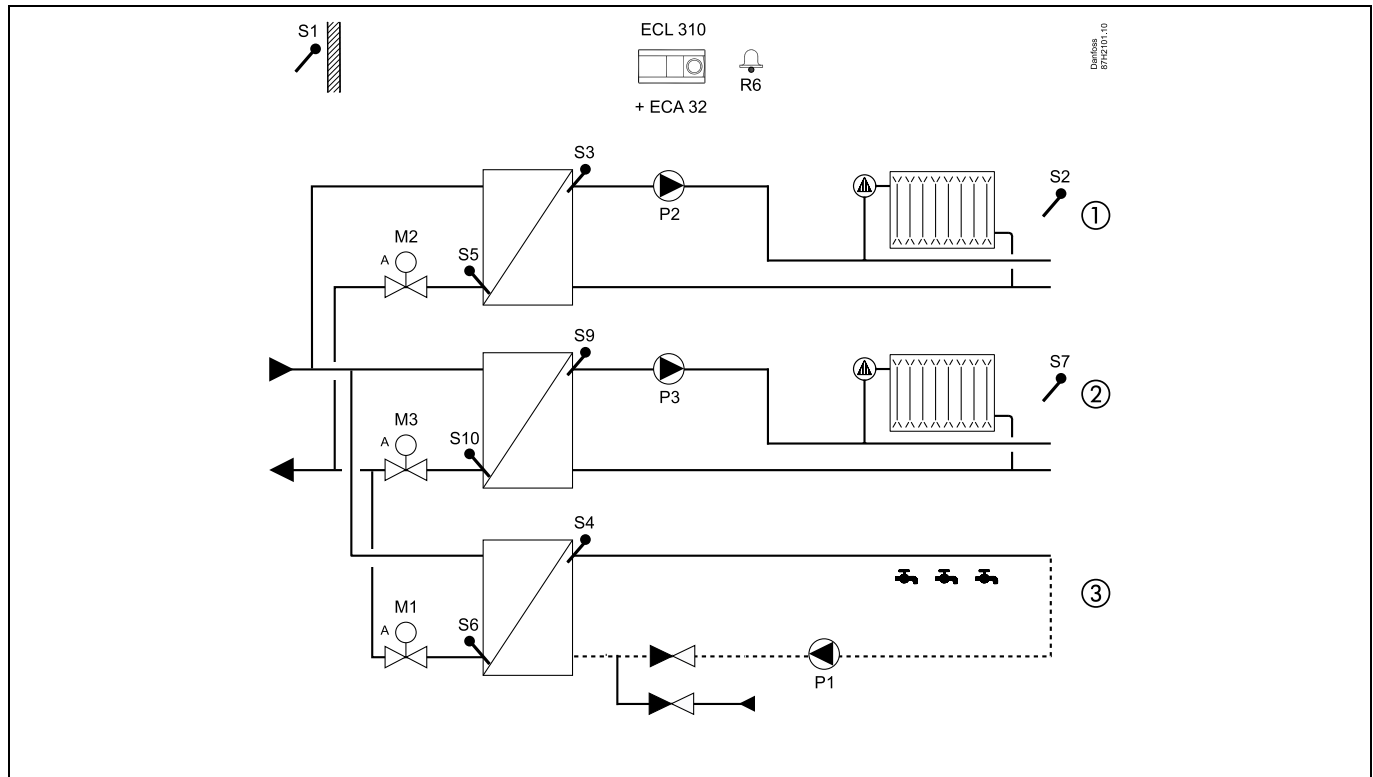 S1
ECL 310
R6
+ ECA 32
Danfoss
87H2101.10
S3
P2
S2
1
M2
A
S5
S9
P3
S7
2
M3
A
S10
S4
3
M1
A
S6
P1